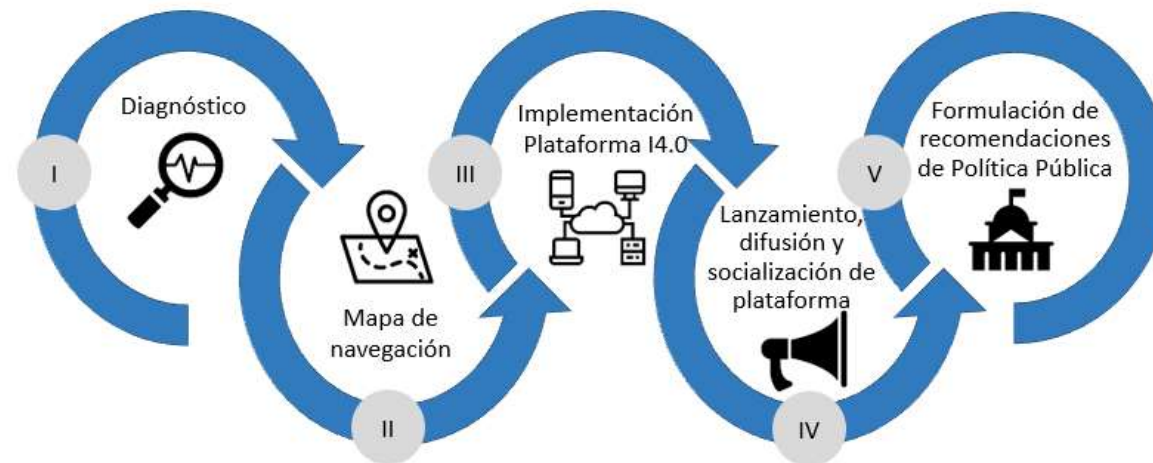 I
Diagnóstico
II
Mapa de
navegación
III
Implementación
Plataforma I4.0
IV
Lanzamiento,
difusión y
socialización de
plataforma
V
Formulación de
recomendaciones
de Política Pública